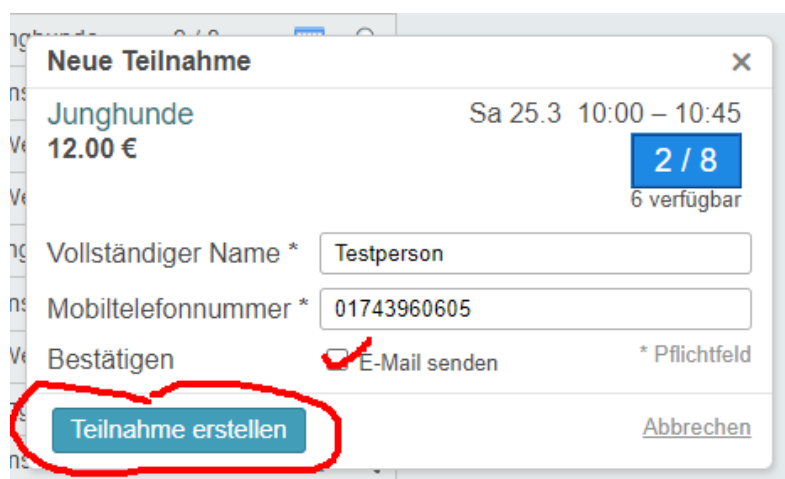 Neue Teilnahme ×
Junghunde Sa 25.3 10:00 – 10:45
12.00 €
2 / 8
6 verfügbar
Vollständiger Name * Testperson
Mobiltelefonnummer * 01743960605
Bestätigen E-Mail senden * Pflichtfeld
Teilnahme erstellen Abbrechen